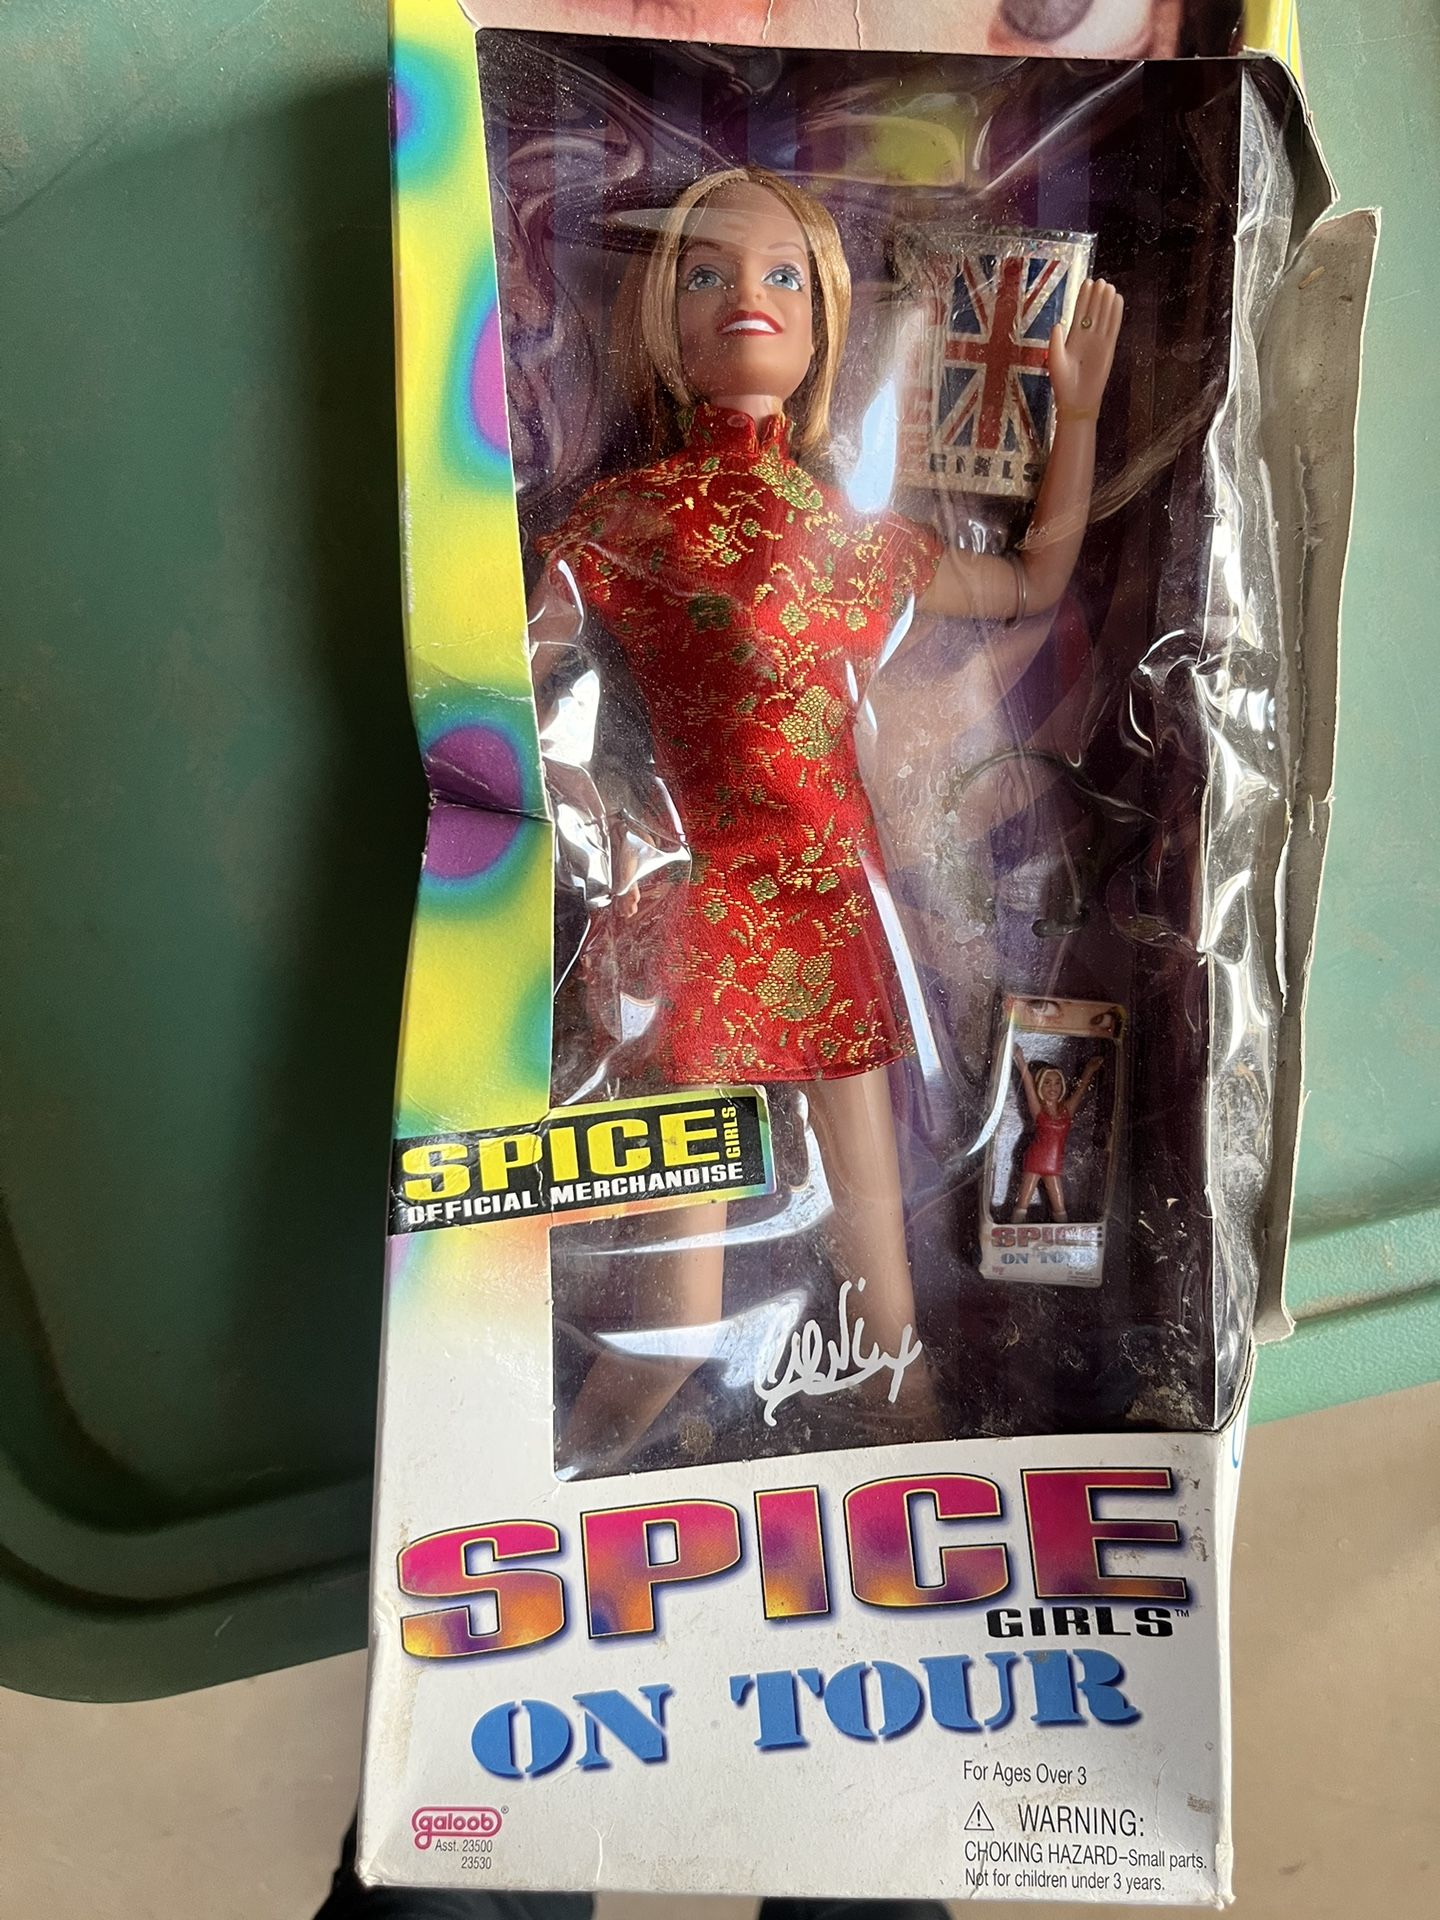 GIRLS
SPICE GIRLS
OFFICIAL MERCHANDISE
SPICE
ON TOUR
SPICE
GIRLS™
ON TOUR
For Ages Over 3
⚠ WARNING:
CHOKING HAZARD–Small parts.
Not for children under 3 years.
galoob®
Asst. 23500
23530